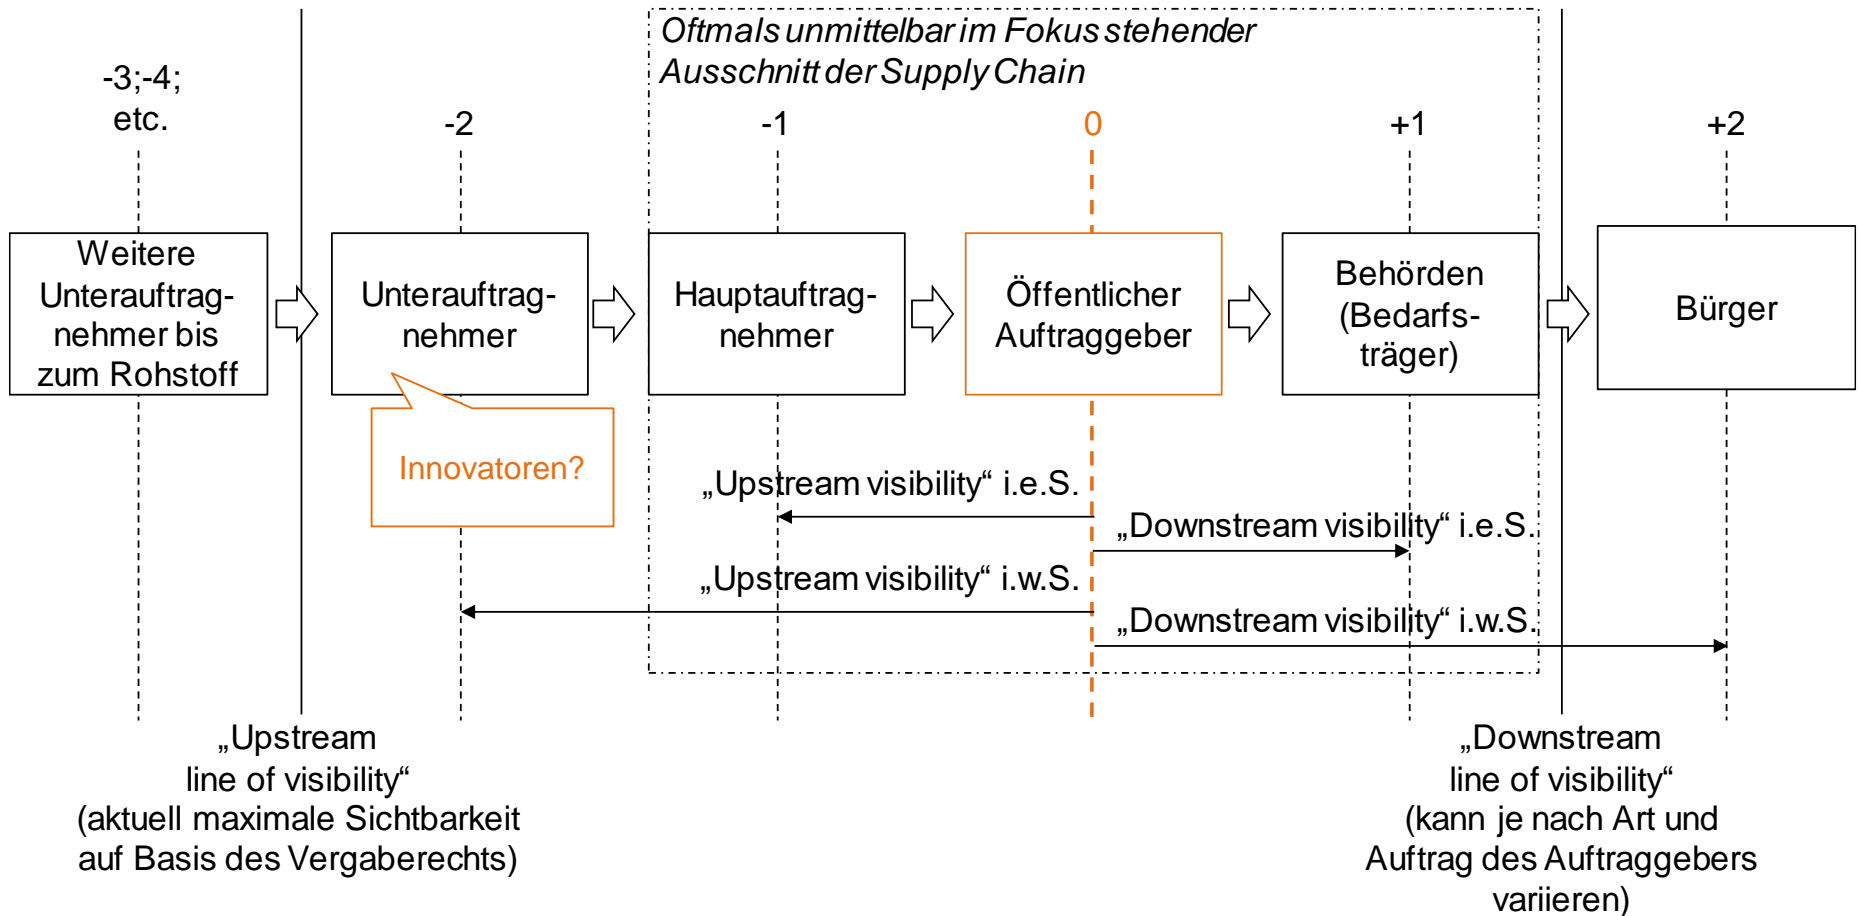 Oftmals unmittelbar im Fokus stehender
Ausschnitt der Supply Chain
-3;-4;
etc.
-2
-1
0
+1
+2
Weitere
Unterauftrag-
nehmer bis
zum Rohstoff
Unterauftrag-
nehmer
Hauptauftrag-
nehmer
Öffentlicher
Auftraggeber
Behörden
(Bedarfs-
träger)
Bürger
Innovatoren?
„Upstream visibility“ i.e.S.
„Downstream visibility“ i.e.S.
„Upstream visibility“ i.w.S.
„Downstream visibility“ i.w.S.
„Upstream
line of visibility“
(aktuell maximale Sichtbarkeit
auf Basis des Vergaberechts)
„Downstream
line of visibility“
(kann je nach Art und
Auftrag des Auftraggebers
variieren)